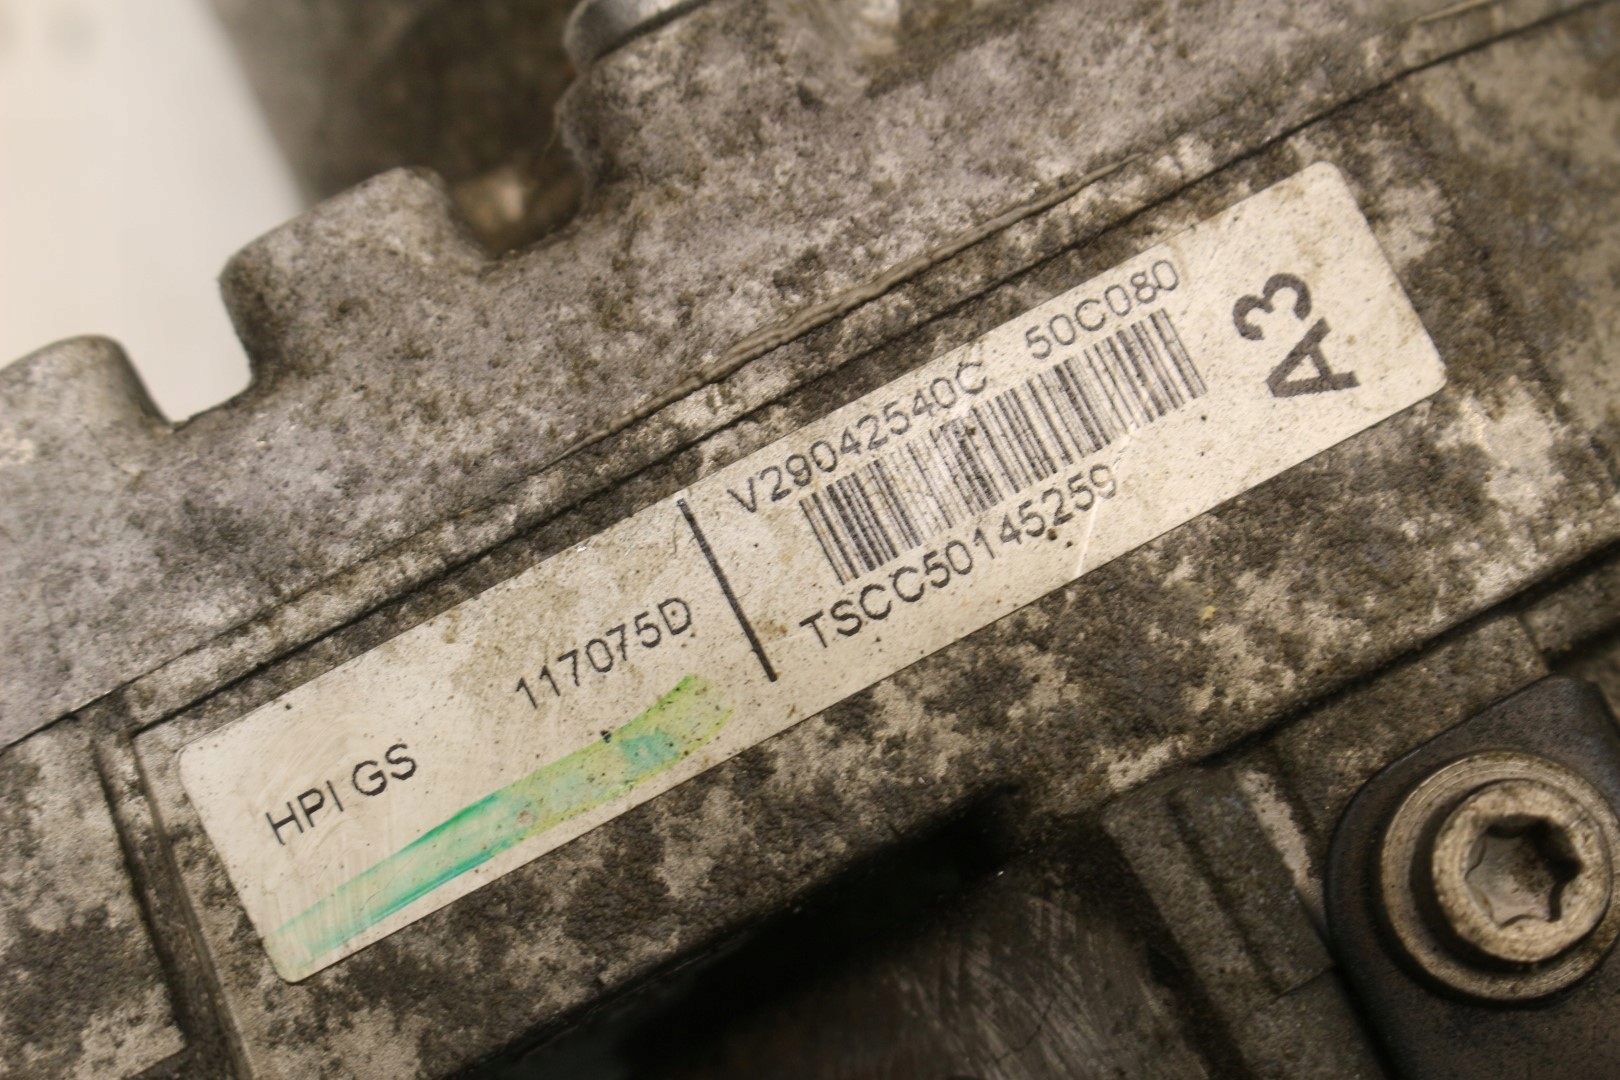 HPI GS
117075D
V29042540C 50C080
TSCC50145259
A3